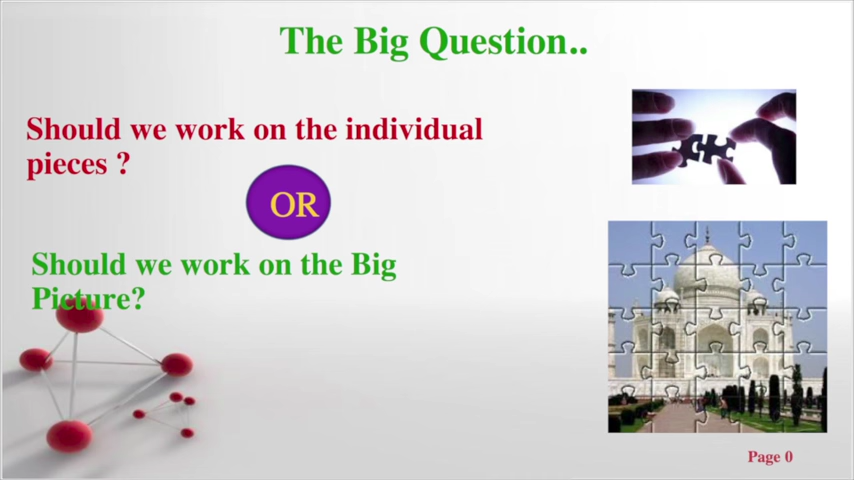 The Big Question..
Should we work on the individual
pieces ?
OR
Should we work on the Big
Picture?
Page 0